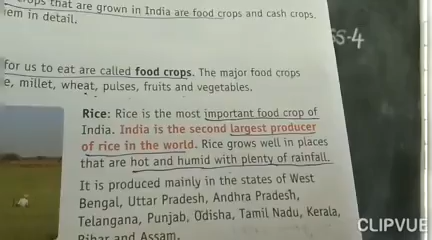 crops that are grown in India are food crops and cash crops.
em in detail.
SS-4
for us to eat are called food crops. The major food crops
e, millet, wheat, pulses, fruits and vegetables.
Rice: Rice is the most important food crop of
India. India is the second largest producer
of rice in the world. Rice grows well in places
that are hot and humid with plenty of rainfall.
It is produced mainly in the states of West
Bengal, Uttar Pradesh, Andhra Pradesh,
Telangana, Punjab, Odisha, Tamil Nadu, Kerala,
Bihar and Assam.
CLIPVUE